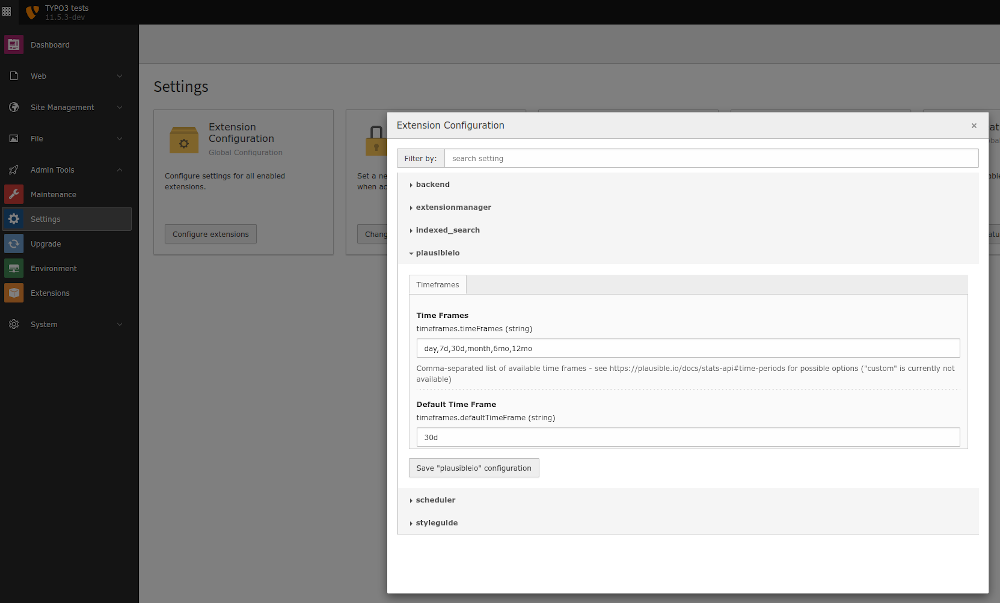 TYPO3 tests
11.5.3-dev
Dashboard
Web
Site Management
File
Admin Tools
Maintenance
Settings
Upgrade
Environment
Extensions
System
Settings
Extension
Configuration
Global Configuration
Configure settings for all enabled
extensions.
Configure extensions
Set a ne
when ac
Chang
Extension Configuration
×
Filter by:
search setting
backend
extensionmanager
indexed_search
plausibleio
Timeframes
Time Frames
timeframes.timeFrames (string)
day,7d,30d,month,6mo,12mo
Comma-separated list of available time frames – see https://plausible.io/docs/stats-api#time-periods for possible options ("custom" is currently not
available)
Default Time Frame
timeframes.defaultTimeFrame (string)
30d
Save "plausibleio" configuration
scheduler
styleguide